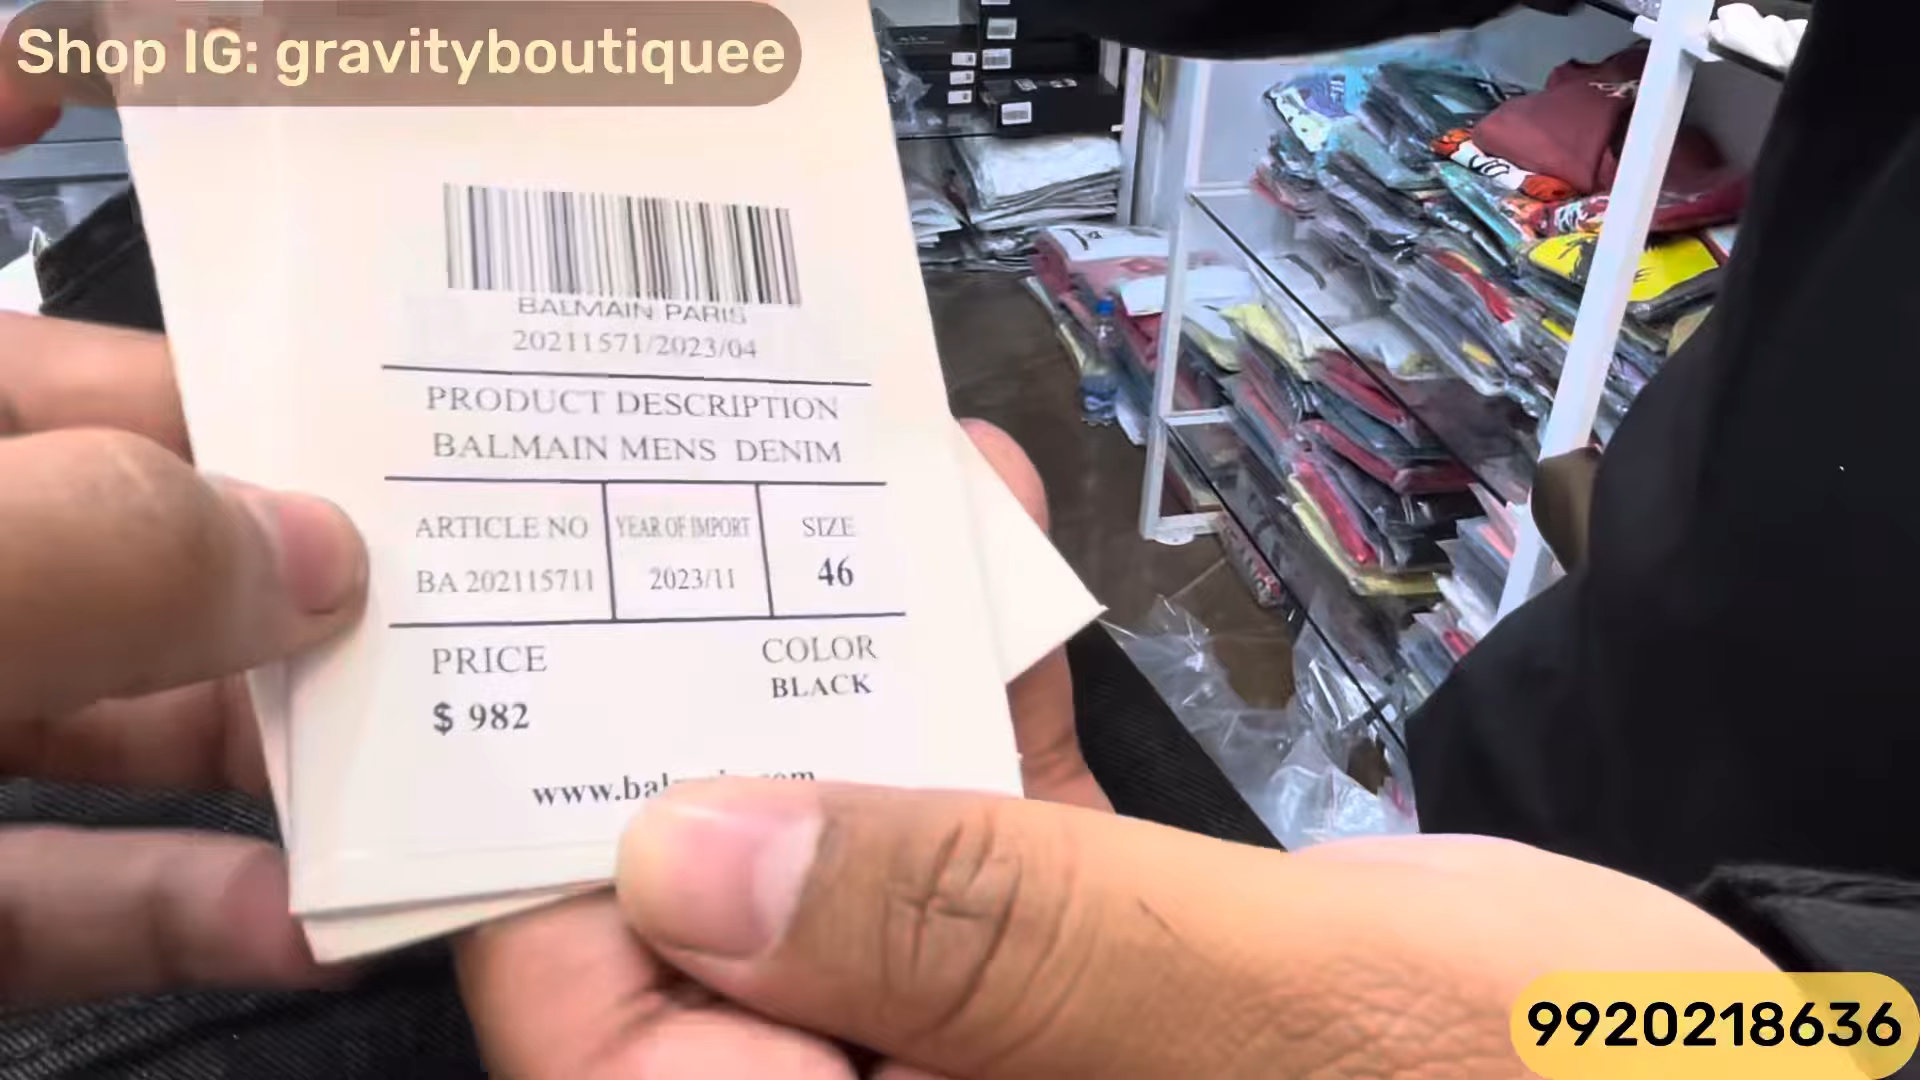 Shop IG: gravityboutiquee
BALMAIN PARIS
20211571/2023/04
PRODUCT DESCRIPTION
BALMAIN MENS DENIM
ARTICLE NO
BA 202115711
YEAR OF IMPORT
2023/11
SIZE
46
PRICE
$ 982
COLOR
BLACK
9920218636